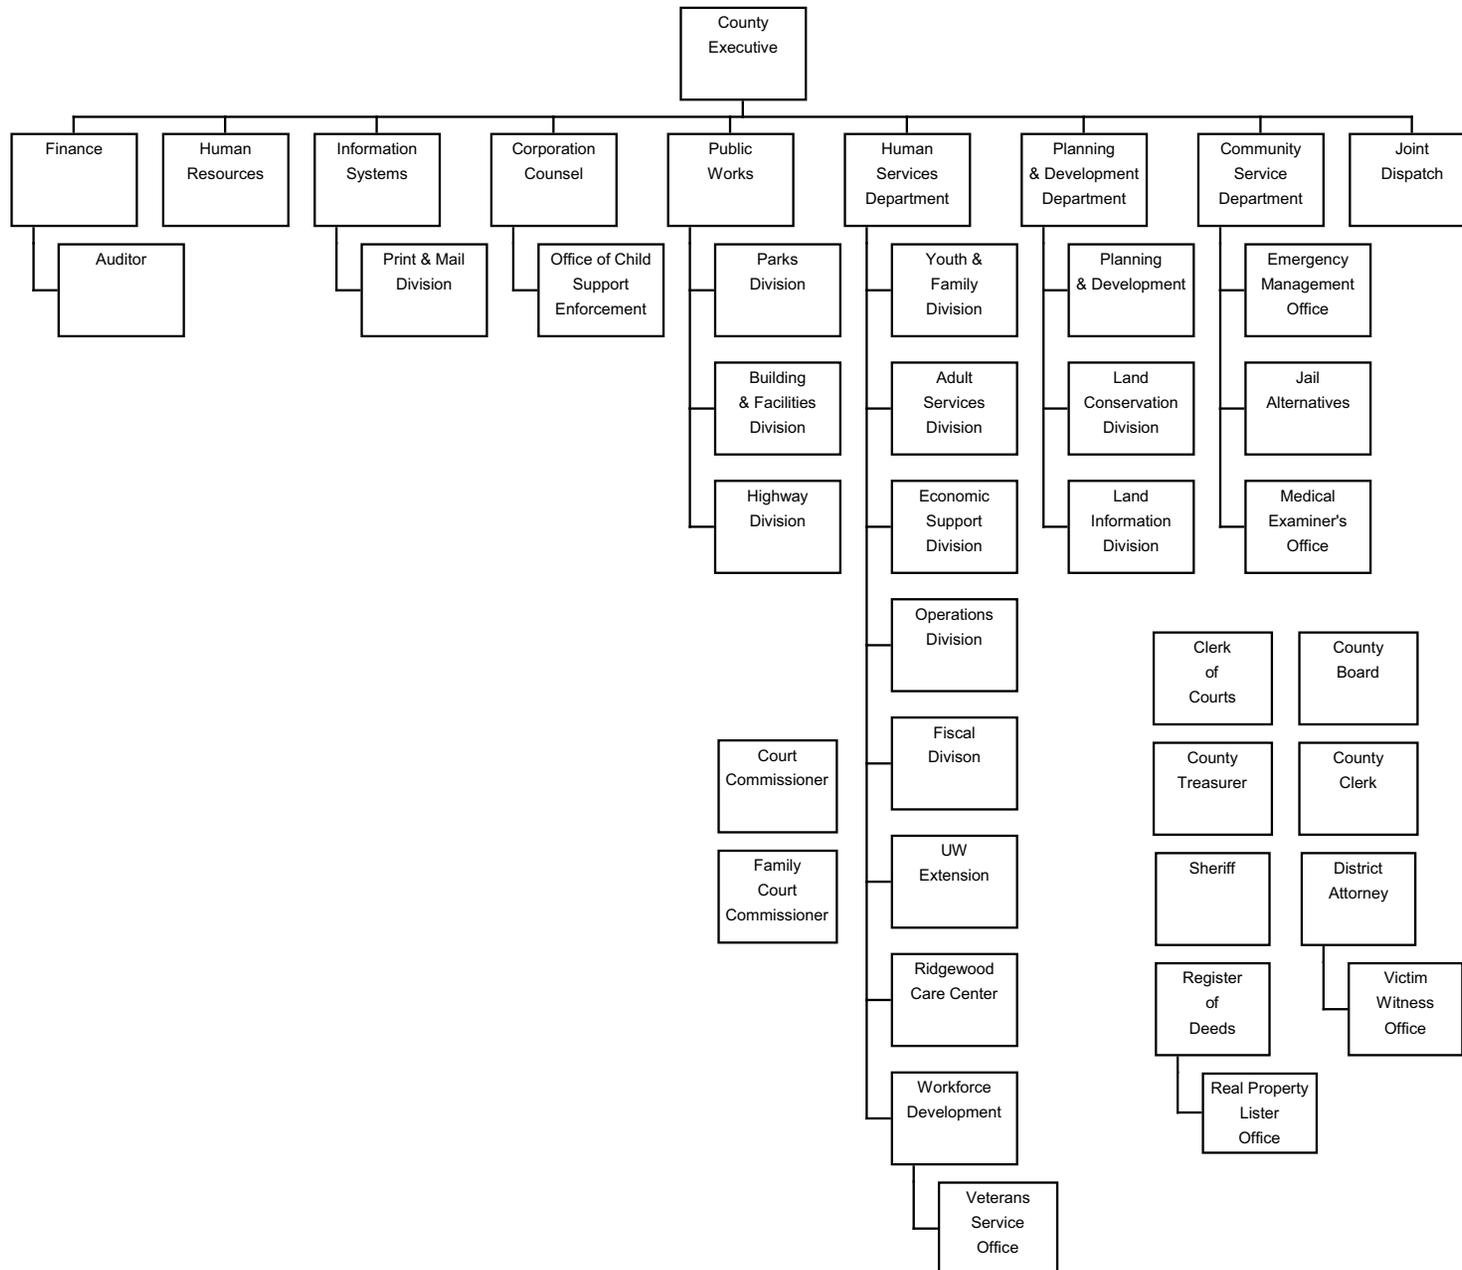 County
Executive
Finance
Human
Resources
Information
Systems
Corporation
Counsel
Public
Works
Human
Services
Department
Planning
& Development
Department
Community
Service
Department
Joint
Dispatch
Auditor
Print & Mail
Division
Office of Child
Support
Enforcement
Parks
Division
Youth &
Family
Division
Planning
& Development
Emergency
Management
Office
Building
& Facilities
Division
Adult
Services
Division
Land
Conservation
Division
Jail
Alternatives
Highway
Division
Economic
Support
Division
Land
Information
Division
Medical
Examiner's
Office
Operations
Division
Clerk
of
Courts
County
Board
Court
Commissioner
Fiscal
Divison
County
Treasurer
County
Clerk
Family
Court
Commissioner
UW
Extension
Sheriff
District
Attorney
Ridgewood
Care Center
Register
of
Deeds
Victim
Witness
Office
Workforce
Development
Real Property
Lister
Office
Veterans
Service
Office